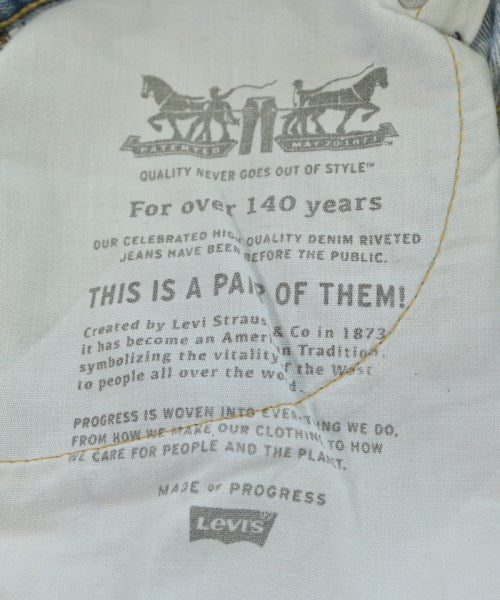 PATENTED MAY 20 1873
QUALITY NEVER GOES OUT OF STYLE™
For over 140 years
OUR CELEBRATED HIGH QUALITY DENIM RIVETED
JEANS HAVE BEEN BEFORE THE PUBLIC.
THIS IS A PAIR OF THEM!
Created by Levi Strauss & Co in 1873
it has become an American Tradition,
symbolizing the vitality of the West
to people all over the world.
PROGRESS IS WOVEN INTO EVERYTHING WE DO,
FROM HOW WE MAKE OUR CLOTHING TO HOW
WE CARE FOR PEOPLE AND THE PLANET.
MADE OF PROGRESS
Levi's